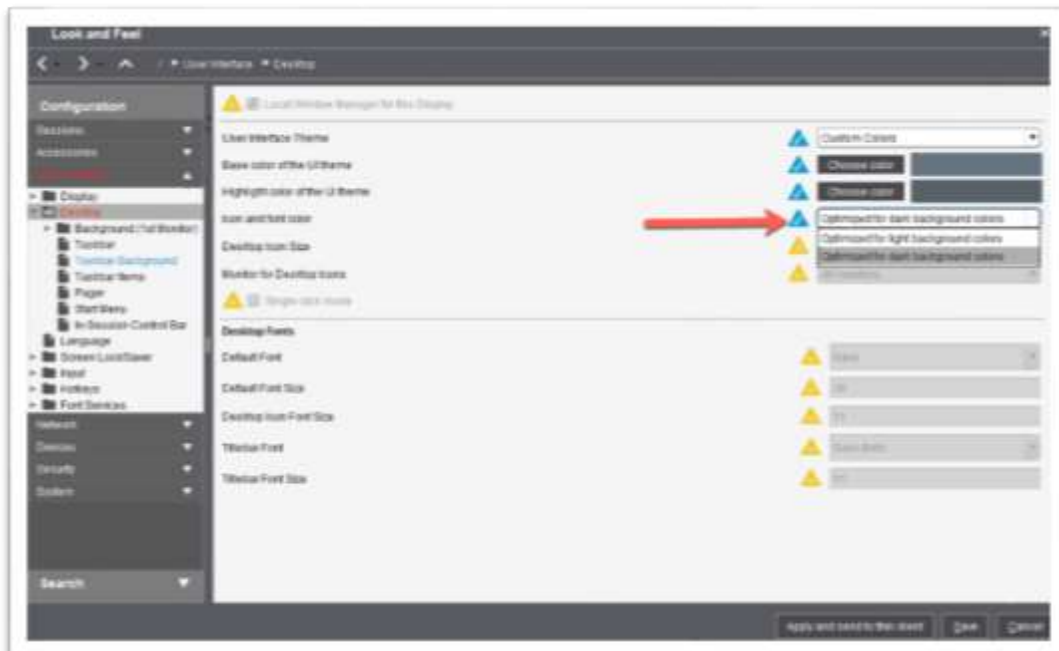 Look and Feel
/ User Interface Desktop
Configuration
Sessions
Accessories
Display
Desktop
Background (1st Monitor)
Taskbar
Taskbar Background
Taskbar Items
Pager
Start Menu
In-Session Control Bar
Language
Screen Lock/Saver
Input
Hotkeys
Font Services
Network
Devices
Security
System
Search
Local Window Manager for this Display
User Interface Theme
Custom Colors
Base color of the UI theme
Choose color
Highlight color of the UI theme
Choose color
Icon and font color
Optimized for dark background colors
Optimized for light background colors
Optimized for dark background colors
Desktop Icon Size
Monitor for Desktop Icons
Single click mode
Desktop Fonts
Default Font
Default Font Size
Desktop Icon Font Size
Titlebar Font
Titlebar Font Size
Apply and send to thin client
Save
Cancel